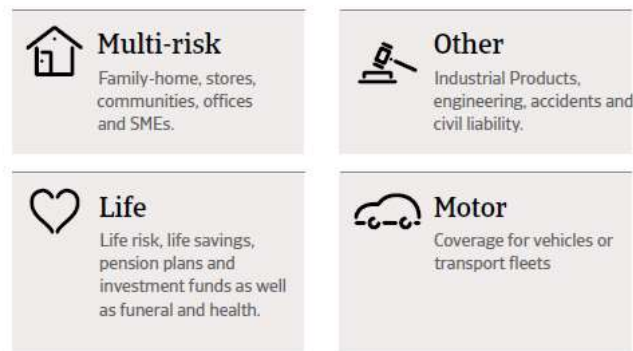 Multi-risk
Family-home, stores,
communities, offices
and SMEs.
Other
Industrial Products,
engineering, accidents and
civil liability.
Life
Life risk, life savings,
pension plans and
investment funds as well
as funeral and health.
Motor
Coverage for vehicles or
transport fleets